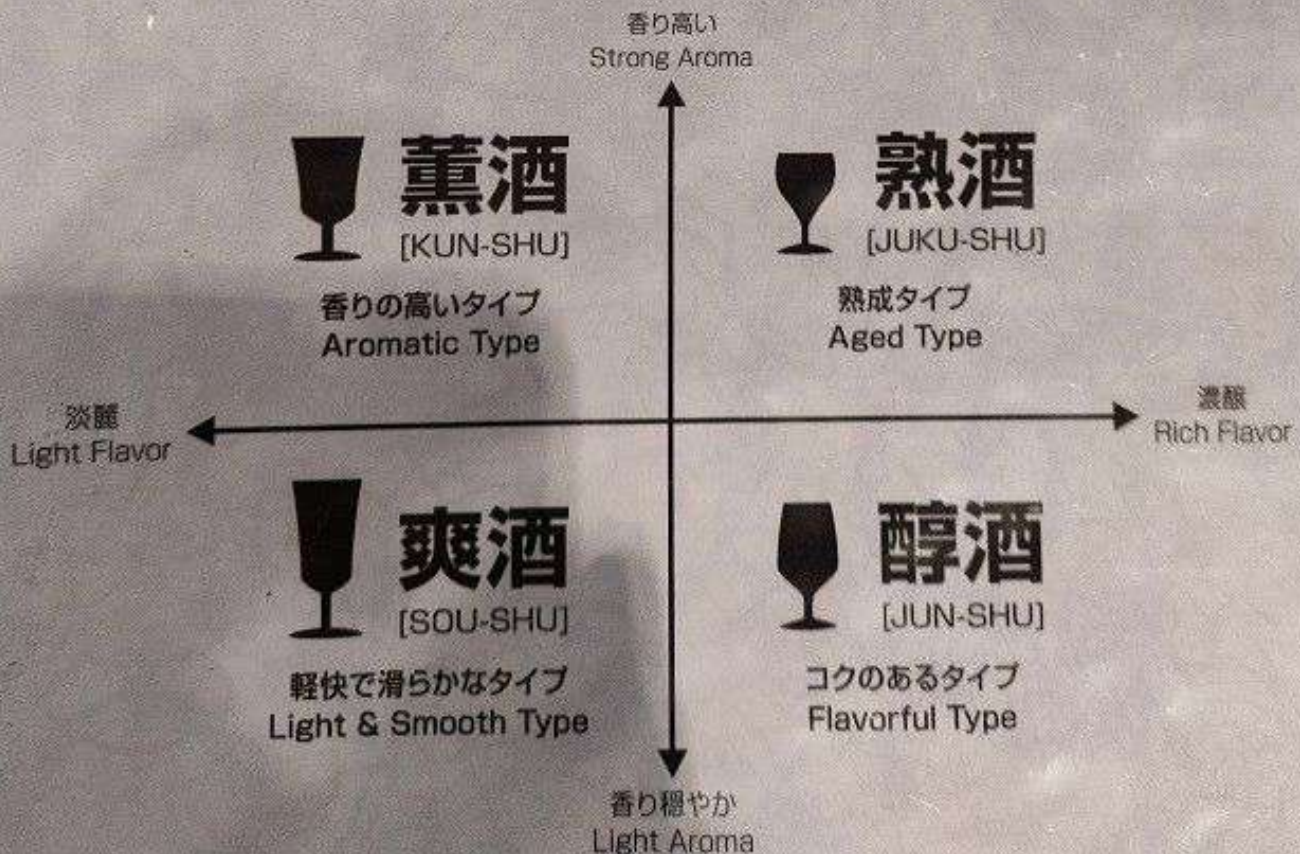 香り高い
Strong Aroma
薫酒
[KUN-SHU]
香りの高いタイプ
Aromatic Type
熟酒
[JUKU-SHU]
熟成タイプ
Aged Type
淡麗
Light Flavor
濃醸
Rich Flavor
爽酒
[SOU-SHU]
軽快で滑らかなタイプ
Light & Smooth Type
醇酒
[JUN-SHU]
コクのあるタイプ
Flavorful Type
香り穏やか
Light Aroma